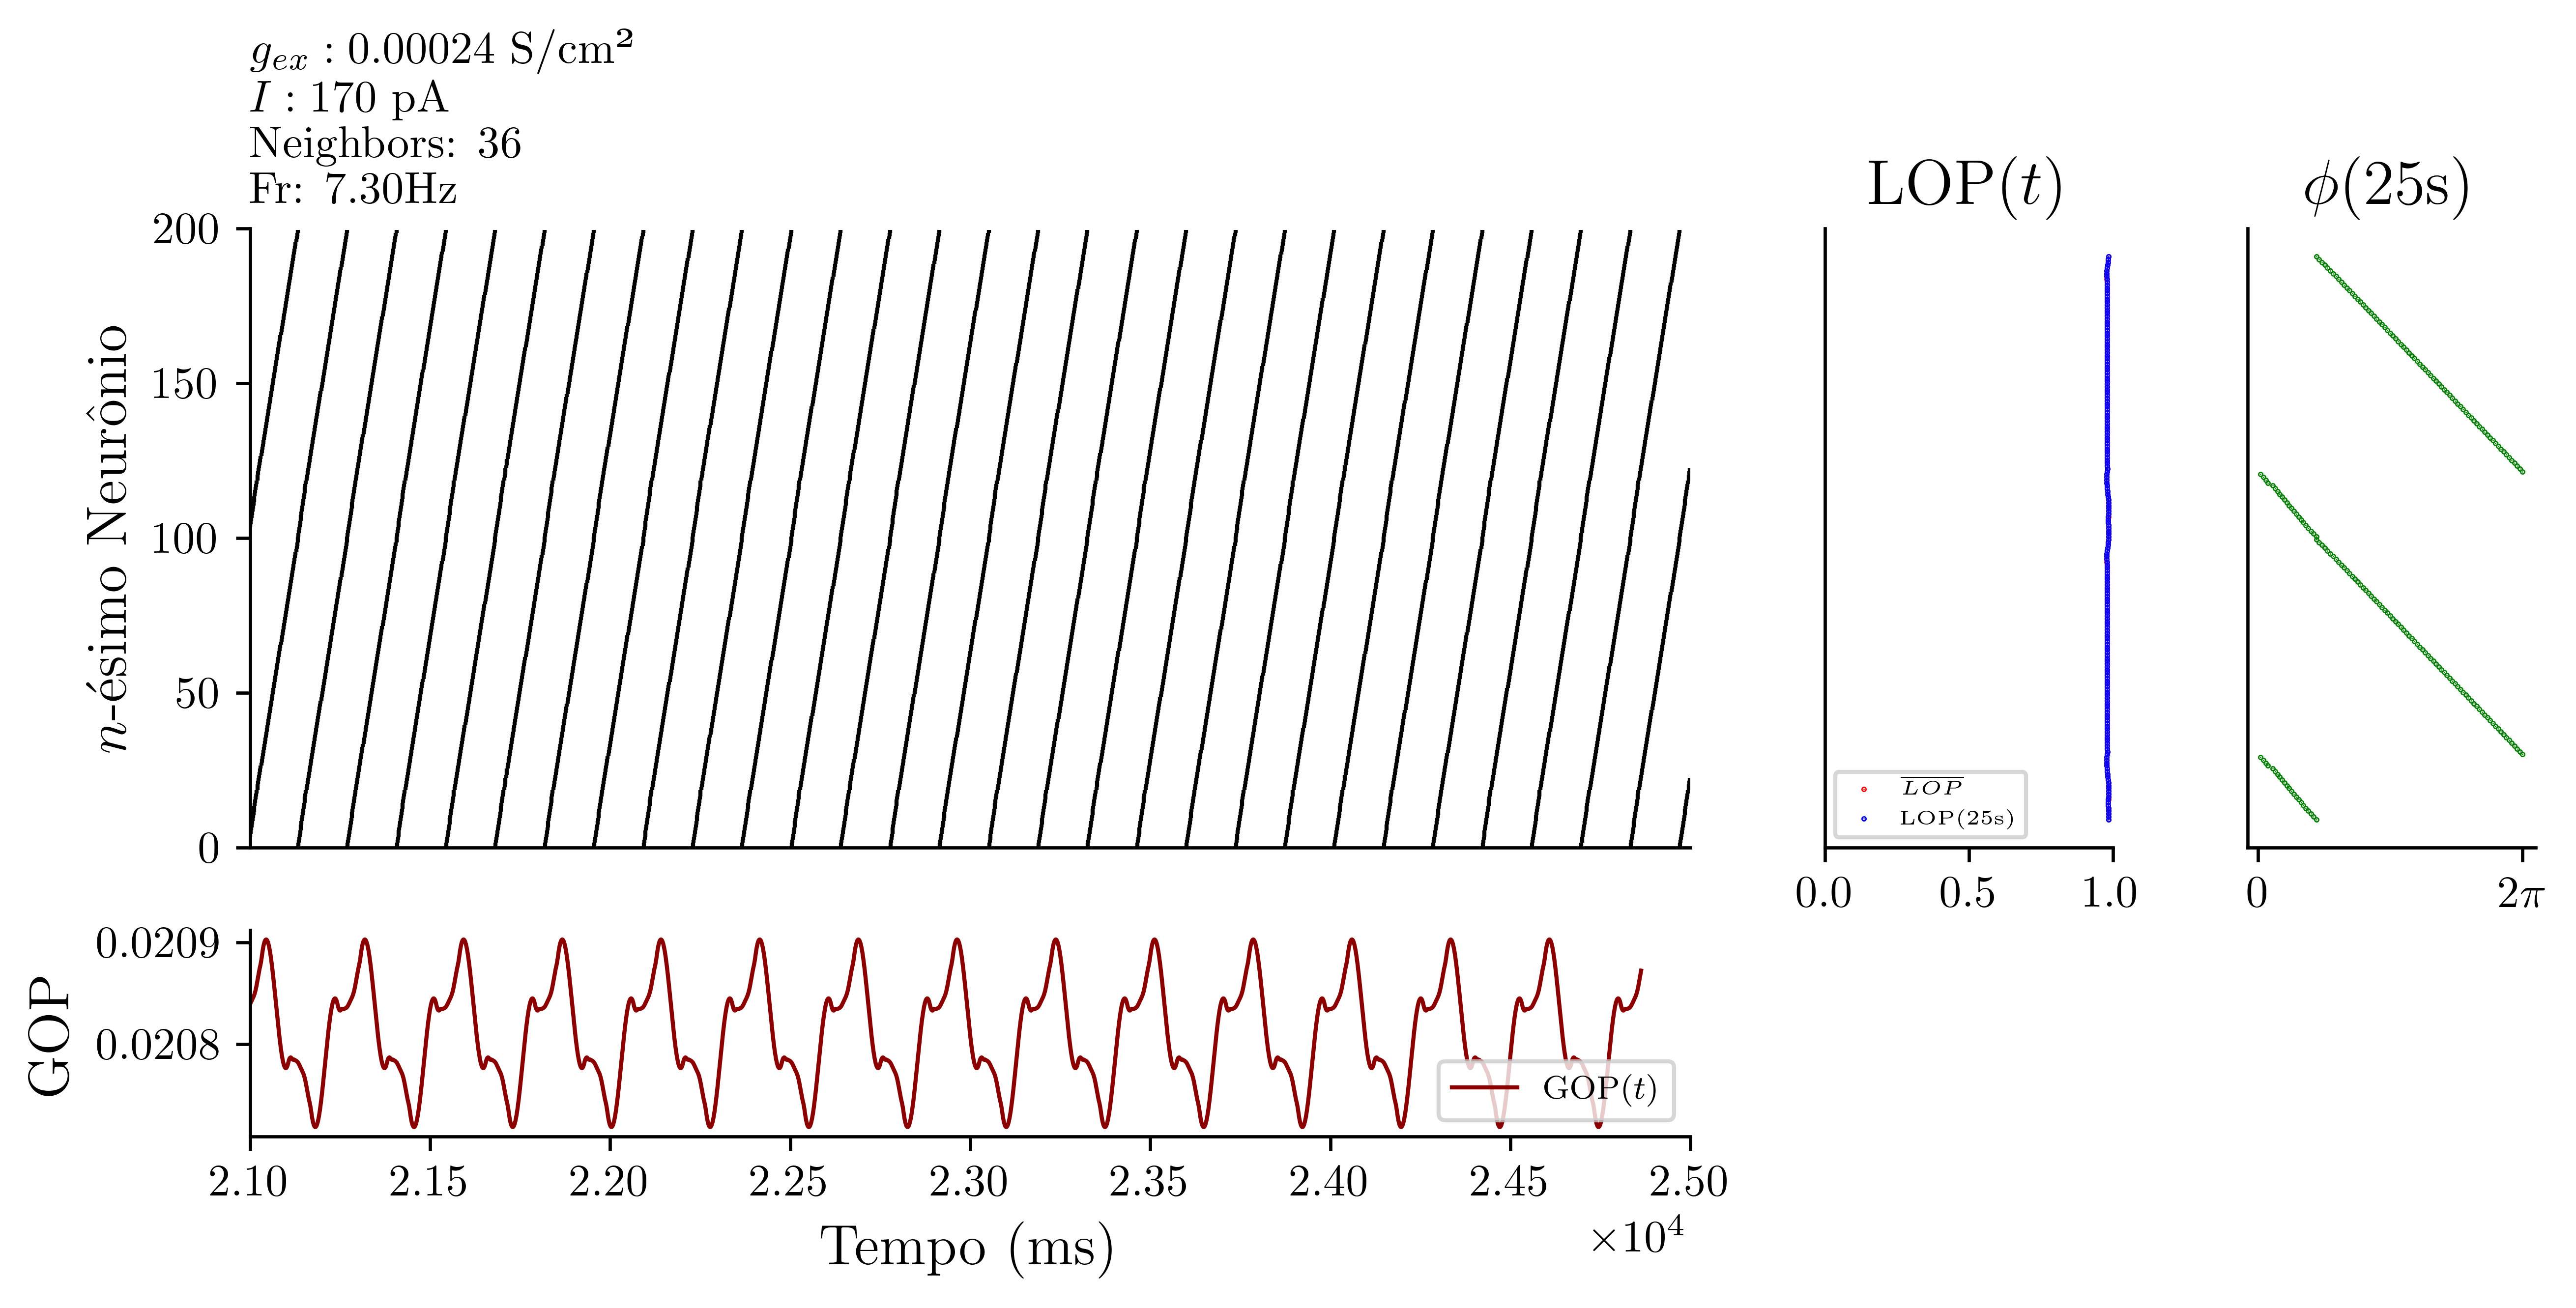 g_ex : 0.00024 S/cm²
I : 170 pA
Neighbors: 36
Fr: 7.30Hz
LOP(t)
ϕ(25s)
200
150
100
50
0
n-ésimo Neurônio
LOP
LOP(25s)
0.0 0.5 1.0
0 2π
0.0209
0.0208
GOP
GOP(t)
2.10 2.15 2.20 2.25 2.30 2.35 2.40 2.45 2.50
×10⁴
Tempo (ms)